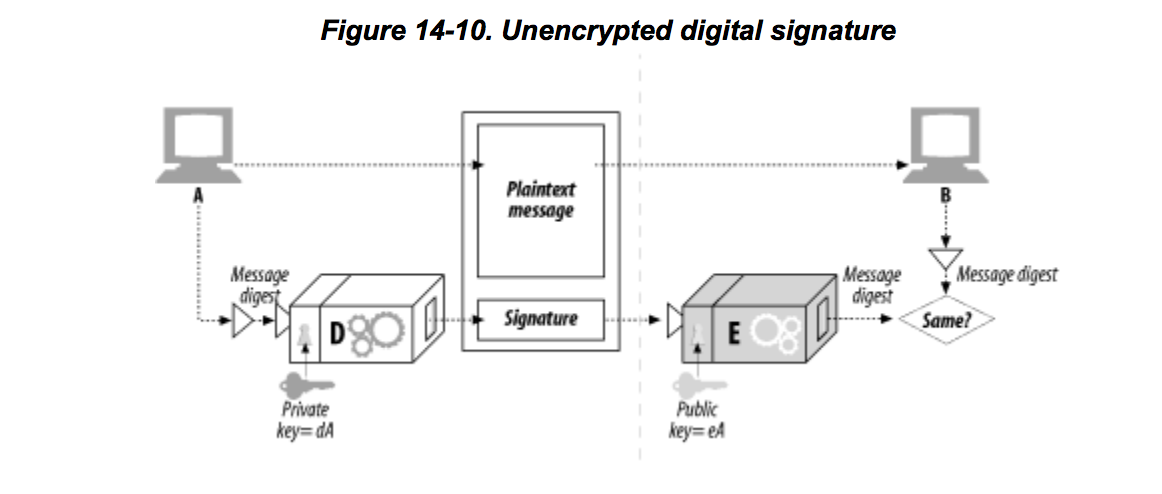 Figure 14-10. Unencrypted digital signature
A
B
Plaintext
message
Message
digest
D
Signature
E
Message
digest
Message digest
Same?
Private
key= dA
Public
key= eA